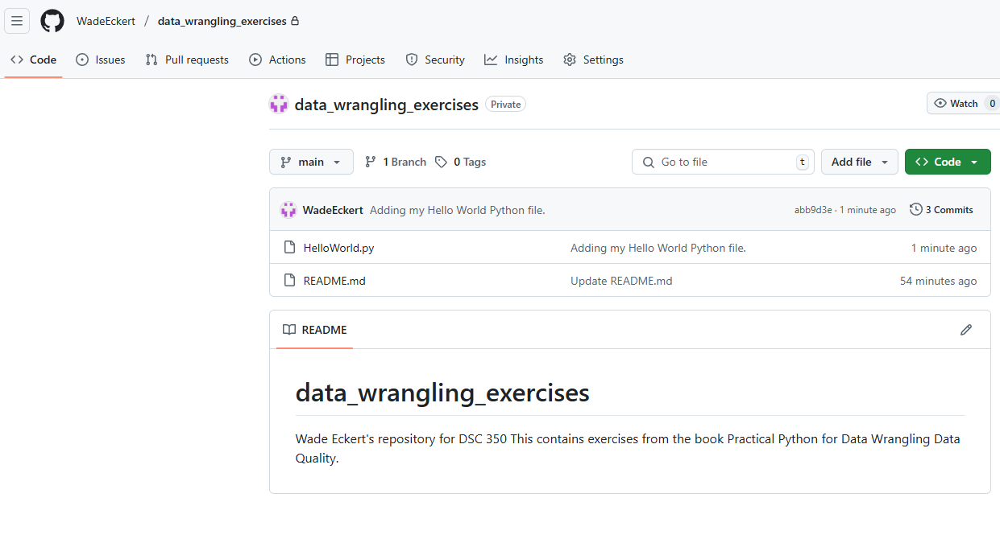 WadeEckert / data_wrangling_exercises
Code Issues Pull requests Actions Projects Security Insights Settings
data_wrangling_exercises Private Watch 0
main 1 Branch 0 Tags Go to file t Add file Code
WadeEckert Adding my Hello World Python file. abb9d3e · 1 minute ago 3 Commits
HelloWorld.py Adding my Hello World Python file. 1 minute ago
README.md Update README.md 54 minutes ago
README
data_wrangling_exercises
Wade Eckert's repository for DSC 350 This contains exercises from the book Practical Python for Data Wrangling Data
Quality.